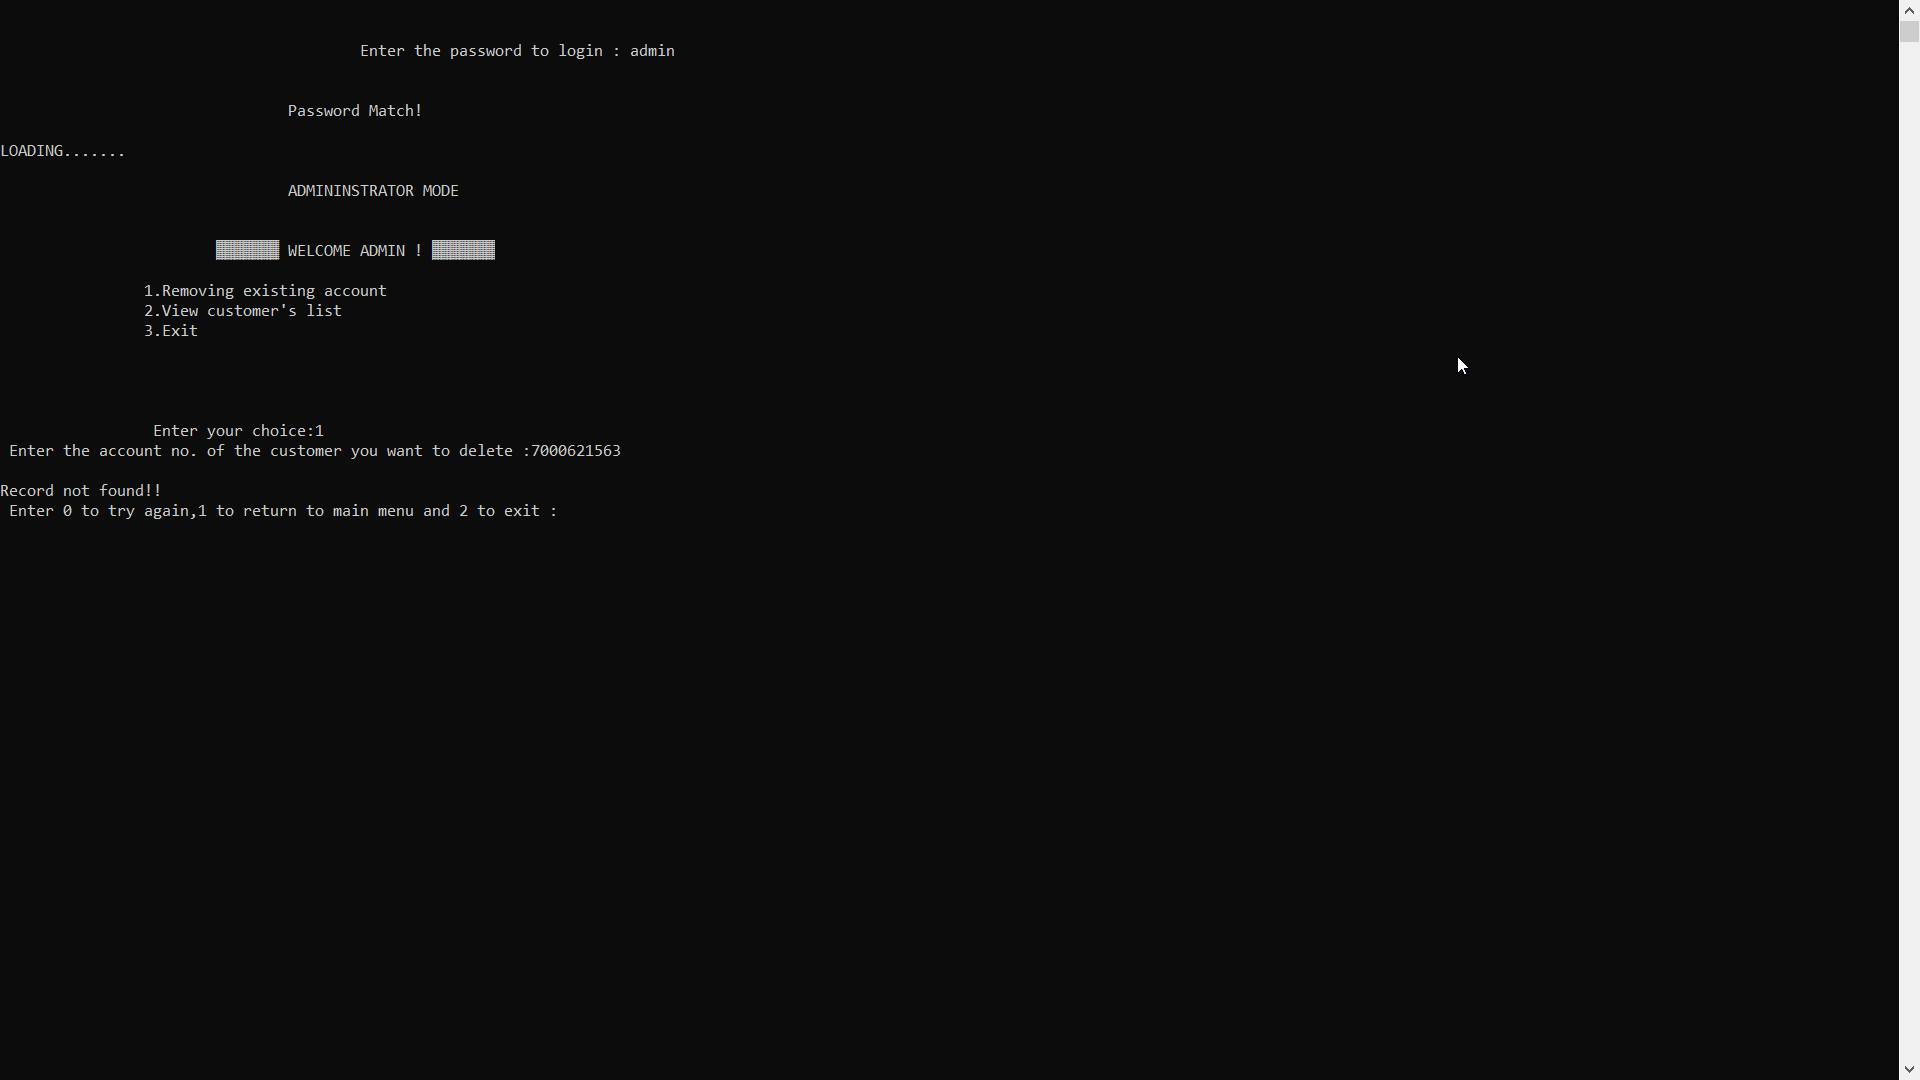 Enter the password to login : admin
Password Match!
LOADING.......
ADMININSTRATOR MODE
▓▓▓▓▓▓▓ WELCOME ADMIN ! ▓▓▓▓▓▓▓
1.Removing existing account
2.View customer's list
3.Exit
Enter your choice:1
Enter the account no. of the customer you want to delete :7000621563
Record not found!!
Enter 0 to try again,1 to return to main menu and 2 to exit :